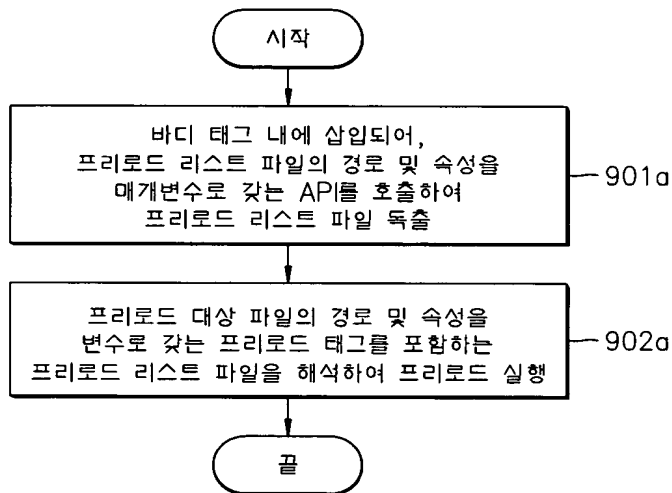 시작
바디 태그 내에 삽입되어,
프리로드 리스트 파일의 경로 및 속성을
매개변수로 갖는 API를 호출하여
프리로드 리스트 파일 독출
901a
프리로드 대상 파일의 경로 및 속성을
변수로 갖는 프리로드 태그를 포함하는
프리로드 리스트 파일을 해석하여 프리로드 실행
902a
끝